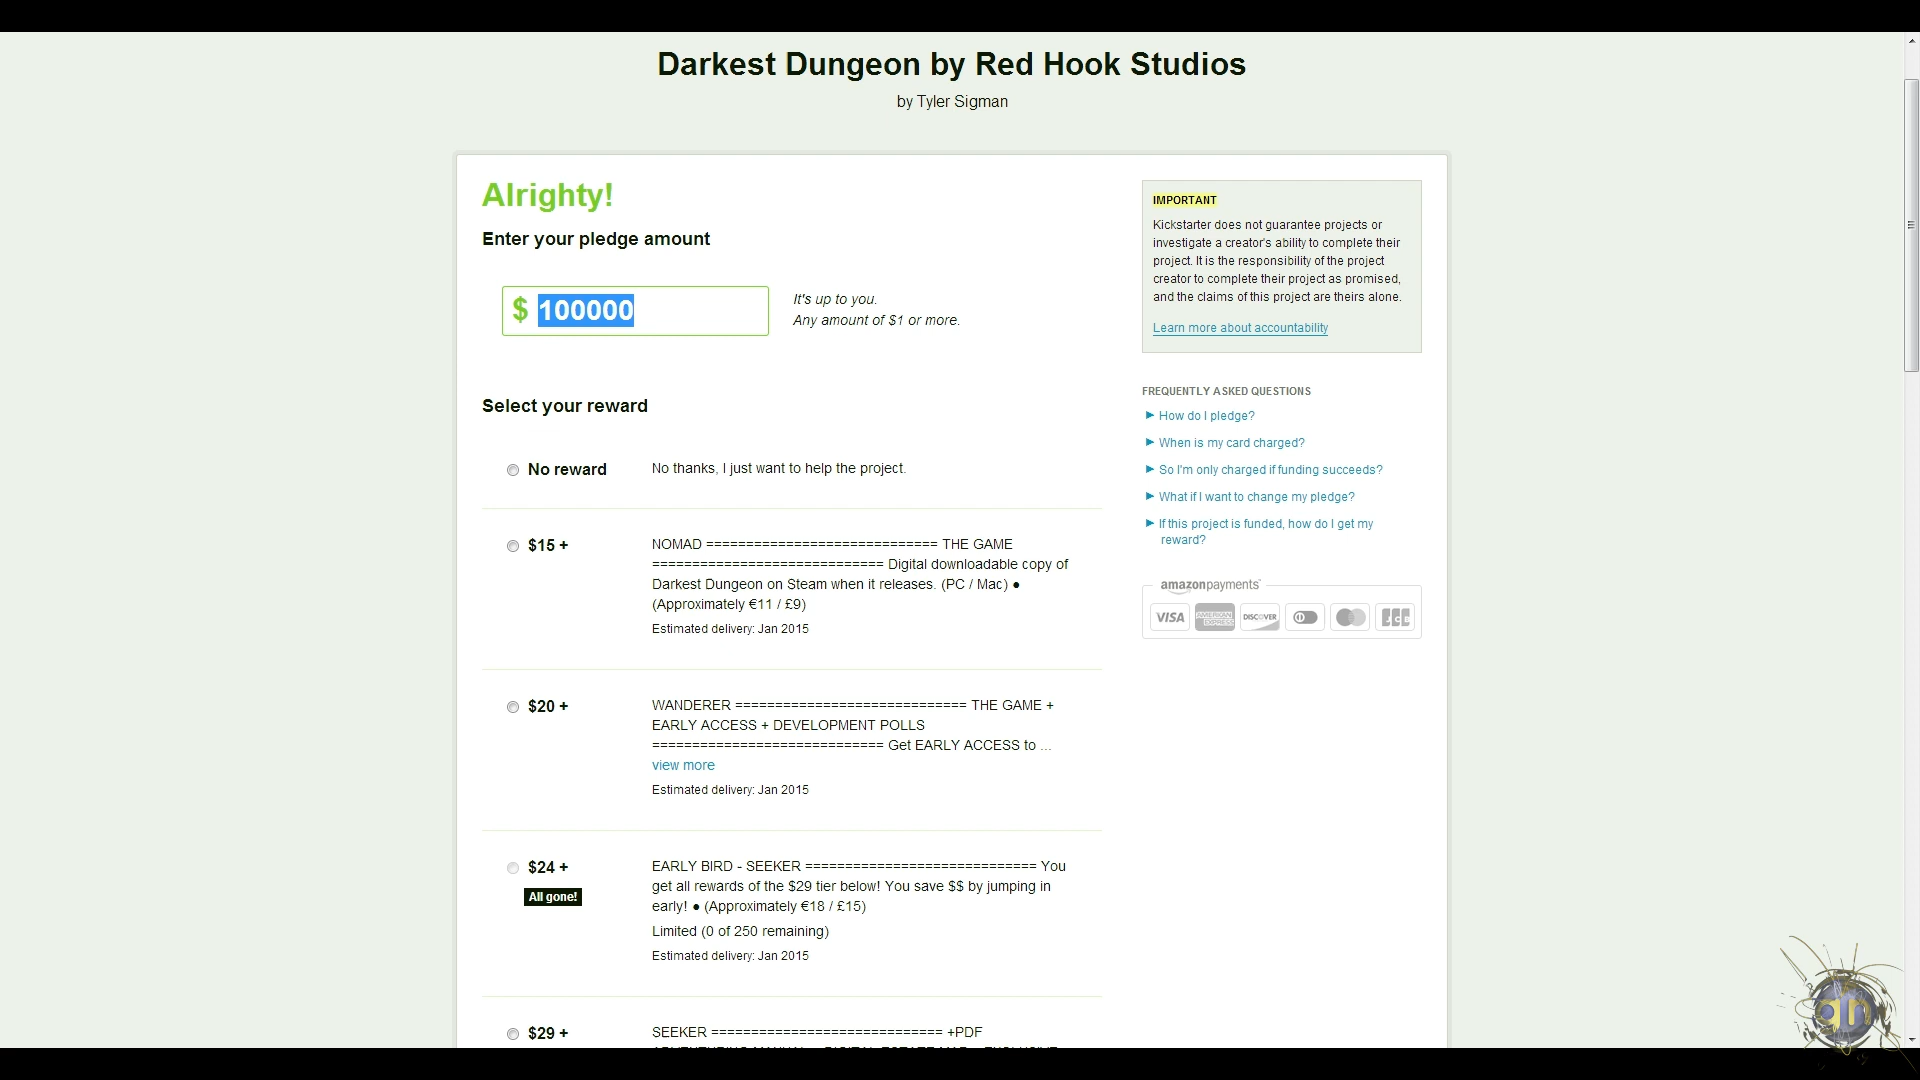 Darkest Dungeon by Red Hook Studios
by Tyler Sigman
Alrighty!
Enter your pledge amount
$ 100000
It's up to you.
Any amount of $1 or more.
Select your reward
No reward
No thanks, I just want to help the project.
$15 +
NOMAD ============================= THE GAME
============================= Digital downloadable copy of
Darkest Dungeon on Steam when it releases. (PC / Mac) ●
(Approximately €11 / £9)
Estimated delivery: Jan 2015
$20 +
WANDERER ============================= THE GAME +
EARLY ACCESS + DEVELOPMENT POLLS
============================= Get EARLY ACCESS to ...
view more
Estimated delivery: Jan 2015
$24 +
All gone!
EARLY BIRD - SEEKER ============================= You
get all rewards of the $29 tier below! You save $$ by jumping in
early! ● (Approximately €18 / £15)
Limited (0 of 250 remaining)
Estimated delivery: Jan 2015
$29 +
SEEKER ============================= +PDF
IMPORTANT
Kickstarter does not guarantee projects or
investigate a creator's ability to complete their
project. It is the responsibility of the project
creator to complete their project as promised,
and the claims of this project are theirs alone.
Learn more about accountability
FREQUENTLY ASKED QUESTIONS
How do I pledge?
When is my card charged?
So I'm only charged if funding succeeds?
What if I want to change my pledge?
If this project is funded, how do I get my
reward?
amazonpayments
VISA
AMERICAN EXPRESS
DISCOVER
JCB